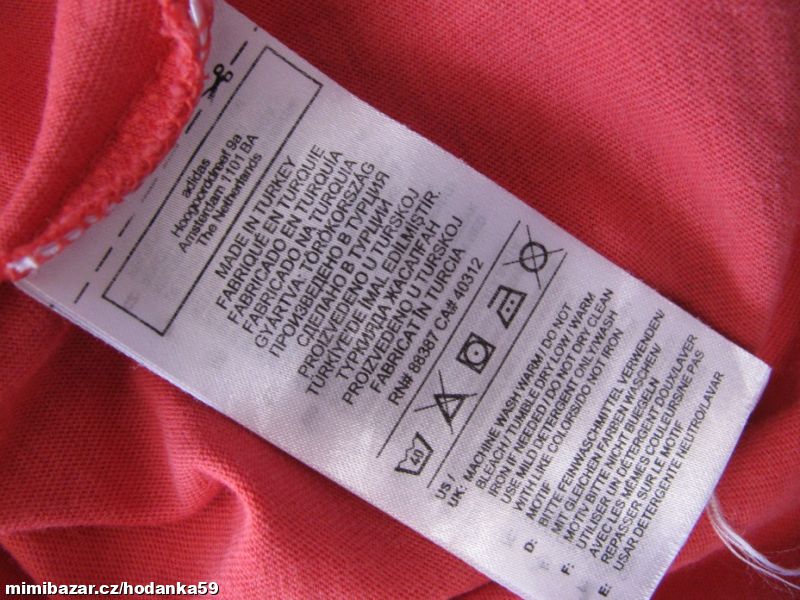 adidas
Hoogoorddreef 9a
Amsterdam 1101 BA
The Netherlands
MADE IN TURKEY
FABRIQUE EN TURQUIE
FABRICADO EN TURQUÍA
FABRICADO NA TURQUIA
GYÁRTVA: TÖRÖKORSZÁG
ПРОИЗВЕДЕНО В ТУРЦИЯ
СДЕЛАНО В ТУРЦИИ
PROIZVEDENO U TURSKOJ
TÜRKİYE'DE İMAL EDİLMİŞTİR.
ТУРКИЯДА ЖАСАЛҒАН
PROIZVEDENO U TURSKOJ
FABRICAT ÎN TURCIA
RN# 88387 CA# 40312
40
US /
UK: MACHINE WASH WARM / DO NOT
BLEACH / TUMBLE DRY LOW / WARM
IRON IF NEEDED / DO NOT DRY CLEAN
USE MILD DETERGENT ONLY/WASH
WITH LIKE COLORS/DO NOT IRON
MOTIF
D: BITTE FEINWASCHMITTEL VERWENDEN/
MIT GLEICHEN FARBEN WASCHEN/
MOTIV BITTE NICHT BUEGELN
F: UTILISER UN DETERGENT DOUX/LAVER
AVEC LES MÊMES COULEURS/NE PAS
REPASSER SUR LE MOTIF
E: USAR DETERGENTE NEUTRO/LAVAR
mimibazar.cz/hodanka59